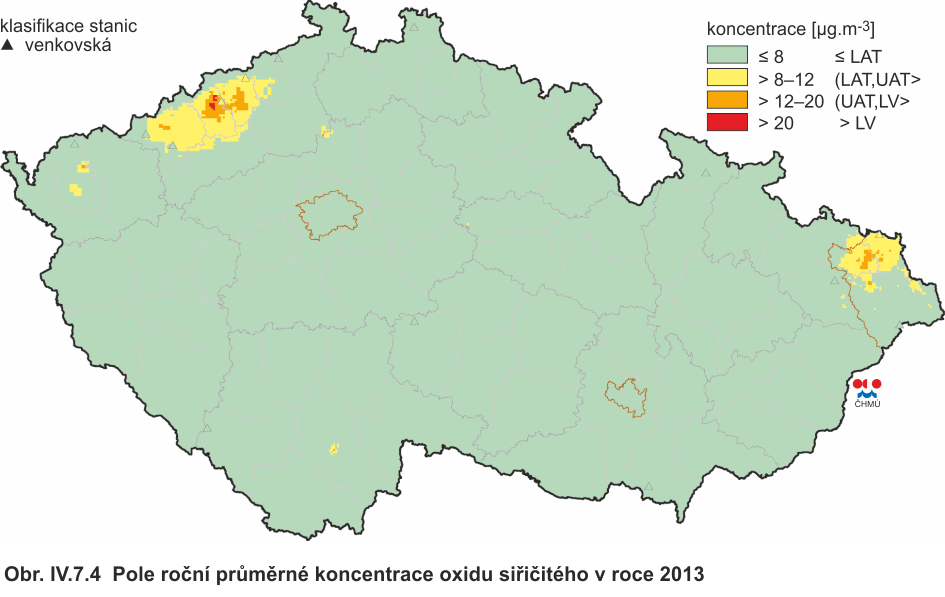 klasifikace stanic
▲ venkovská
koncentrace [µg.m-3]
≤ 8 ≤ LAT
> 8–12 (LAT,UAT>
> 12–20 (UAT,LV>
> 20 > LV
ČHMÚ
Obr. IV.7.4 Pole roční průměrné koncentrace oxidu siřičitého v roce 2013